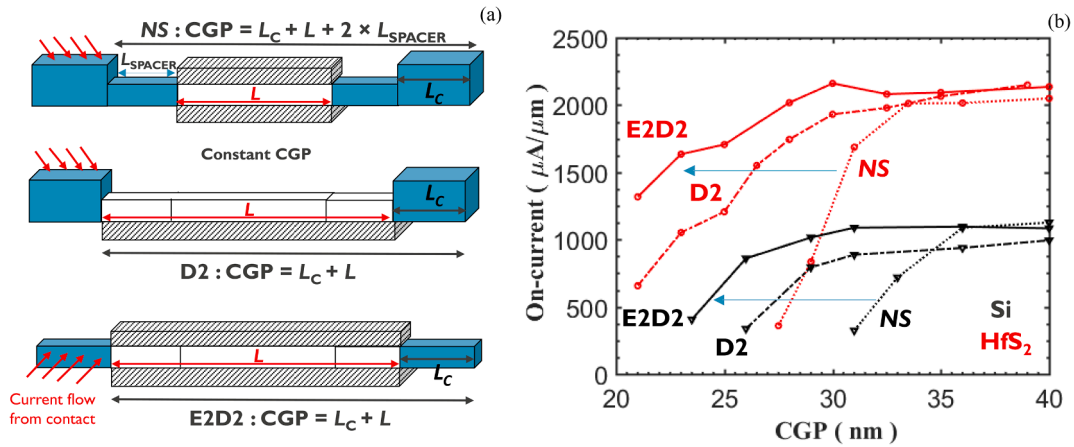 (a)
NS : CGP = L_C + L + 2 × L_SPACER
L_SPACER
L
L_C
Constant CGP
L_C
L
D2 : CGP = L_C + L
L
L_C
Current flow
from contact
E2D2 : CGP = L_C + L
(b)
On-current ( μA/μm )
2500
2000
1500
1000
500
0
E2D2
D2
NS
E2D2
D2
NS
Si
HfS₂
20
25
30
35
40
CGP ( nm )